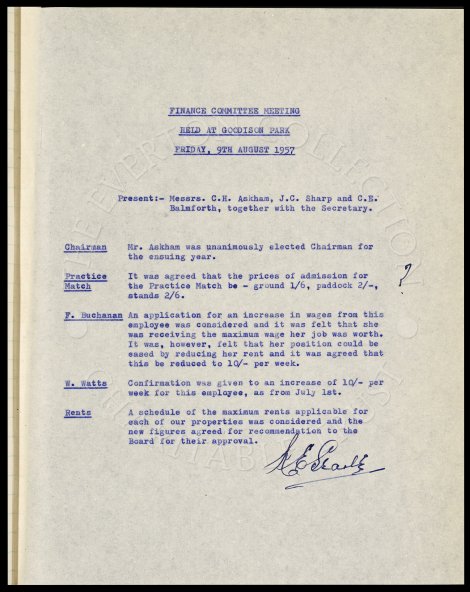 FINANCE COMMITTEE MEETING
HELD AT GOODISON PARK
FRIDAY, 9TH AUGUST 1957
Present:- Messrs. C.H. Askham, J.C. Sharp and C.E.
Balmforth, together with the Secretary.
Chairman Mr. Askham was unanimously elected Chairman for
the ensuing year.
Practice It was agreed that the prices of admission for
Match the Practice Match be - ground 1/6, paddock 2/-,
stands 2/6.
?
F. Buchanan An application for an increase in wages from this
employee was considered and it was felt that she
was receiving the maximum wage her job was worth.
It was, however, felt that her position could be
eased by reducing her rent and it was agreed that
this be reduced to 10/- per week.
W. Watts Confirmation was given to an increase of 10/- per
week for this employee, as from July 1st.
Rents A schedule of the maximum rents applicable for
each of our properties was considered and the
new figures agreed for recommendation to the
Board for their approval.
THE EVERTON COLLECTION
CHARITABLE TRUST